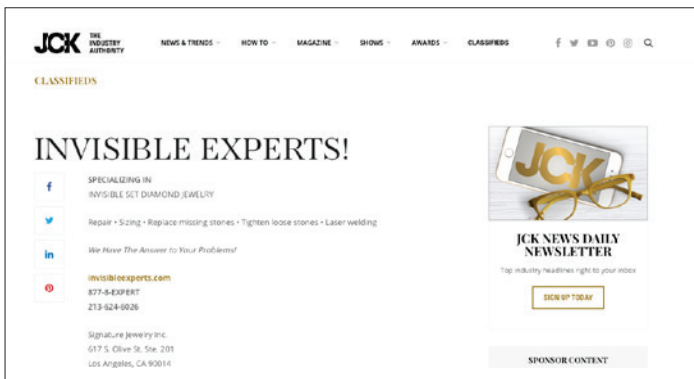 JCK THE
INDUSTRY
AUTHORITY
NEWS & TRENDS
HOW TO
MAGAZINE
SHOWS
AWARDS
CLASSIFIEDS
CLASSIFIEDS
INVISIBLE EXPERTS!
SPECIALIZING IN
INVISIBLE SET DIAMOND JEWELRY
Repair • Sizing • Replace missing stones • Tighten loose stones • Laser welding
We Have The Answer to Your Problems!
invisibleexperts.com
877-8-EXPERT
213-624-6026
Signature Jewelry Inc.
617 S. Olive St. Ste. 201
Los Angeles, CA 90014
JCK
JCK NEWS DAILY
NEWSLETTER
Top industry headlines right to your inbox
SIGN UP TODAY
SPONSOR CONTENT